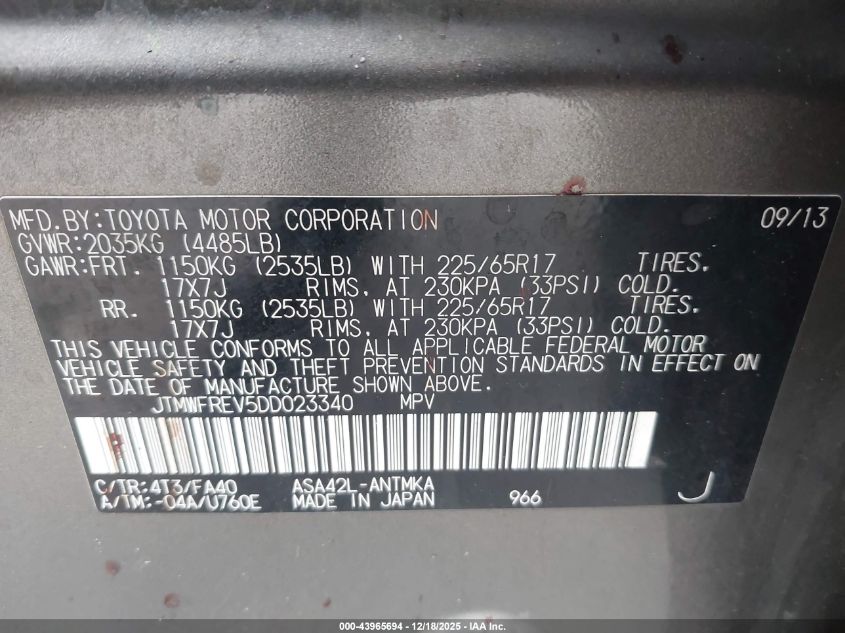 MFD.BY:TOYOTA MOTOR CORPORATION 09/13
GVWR:2035KG (4485LB)
GAWR:FRT. 1150KG (2535LB) WITH 225/65R17 TIRES.
17X7J RIMS, AT 230KPA (33PSI) COLD.
RR. 1150KG (2535LB) WITH 225/65R17 TIRES.
17X7J RIMS, AT 230KPA (33PSI) COLD.
THIS VEHICLE CONFORMS TO ALL APPLICABLE FEDERAL MOTOR
VEHICLE SAFETY AND THEFT PREVENTION STANDARDS IN EFFECT ON
THE DATE OF MANUFACTURE SHOWN ABOVE.
JTMWFREV5DD023340 MPV
C/TR:4T3/FA40 ASA42L-ANTMKA
A/TM:-04A/U760E MADE IN JAPAN 966 J
000-43965694 - 12/18/2025 - IAA Inc.